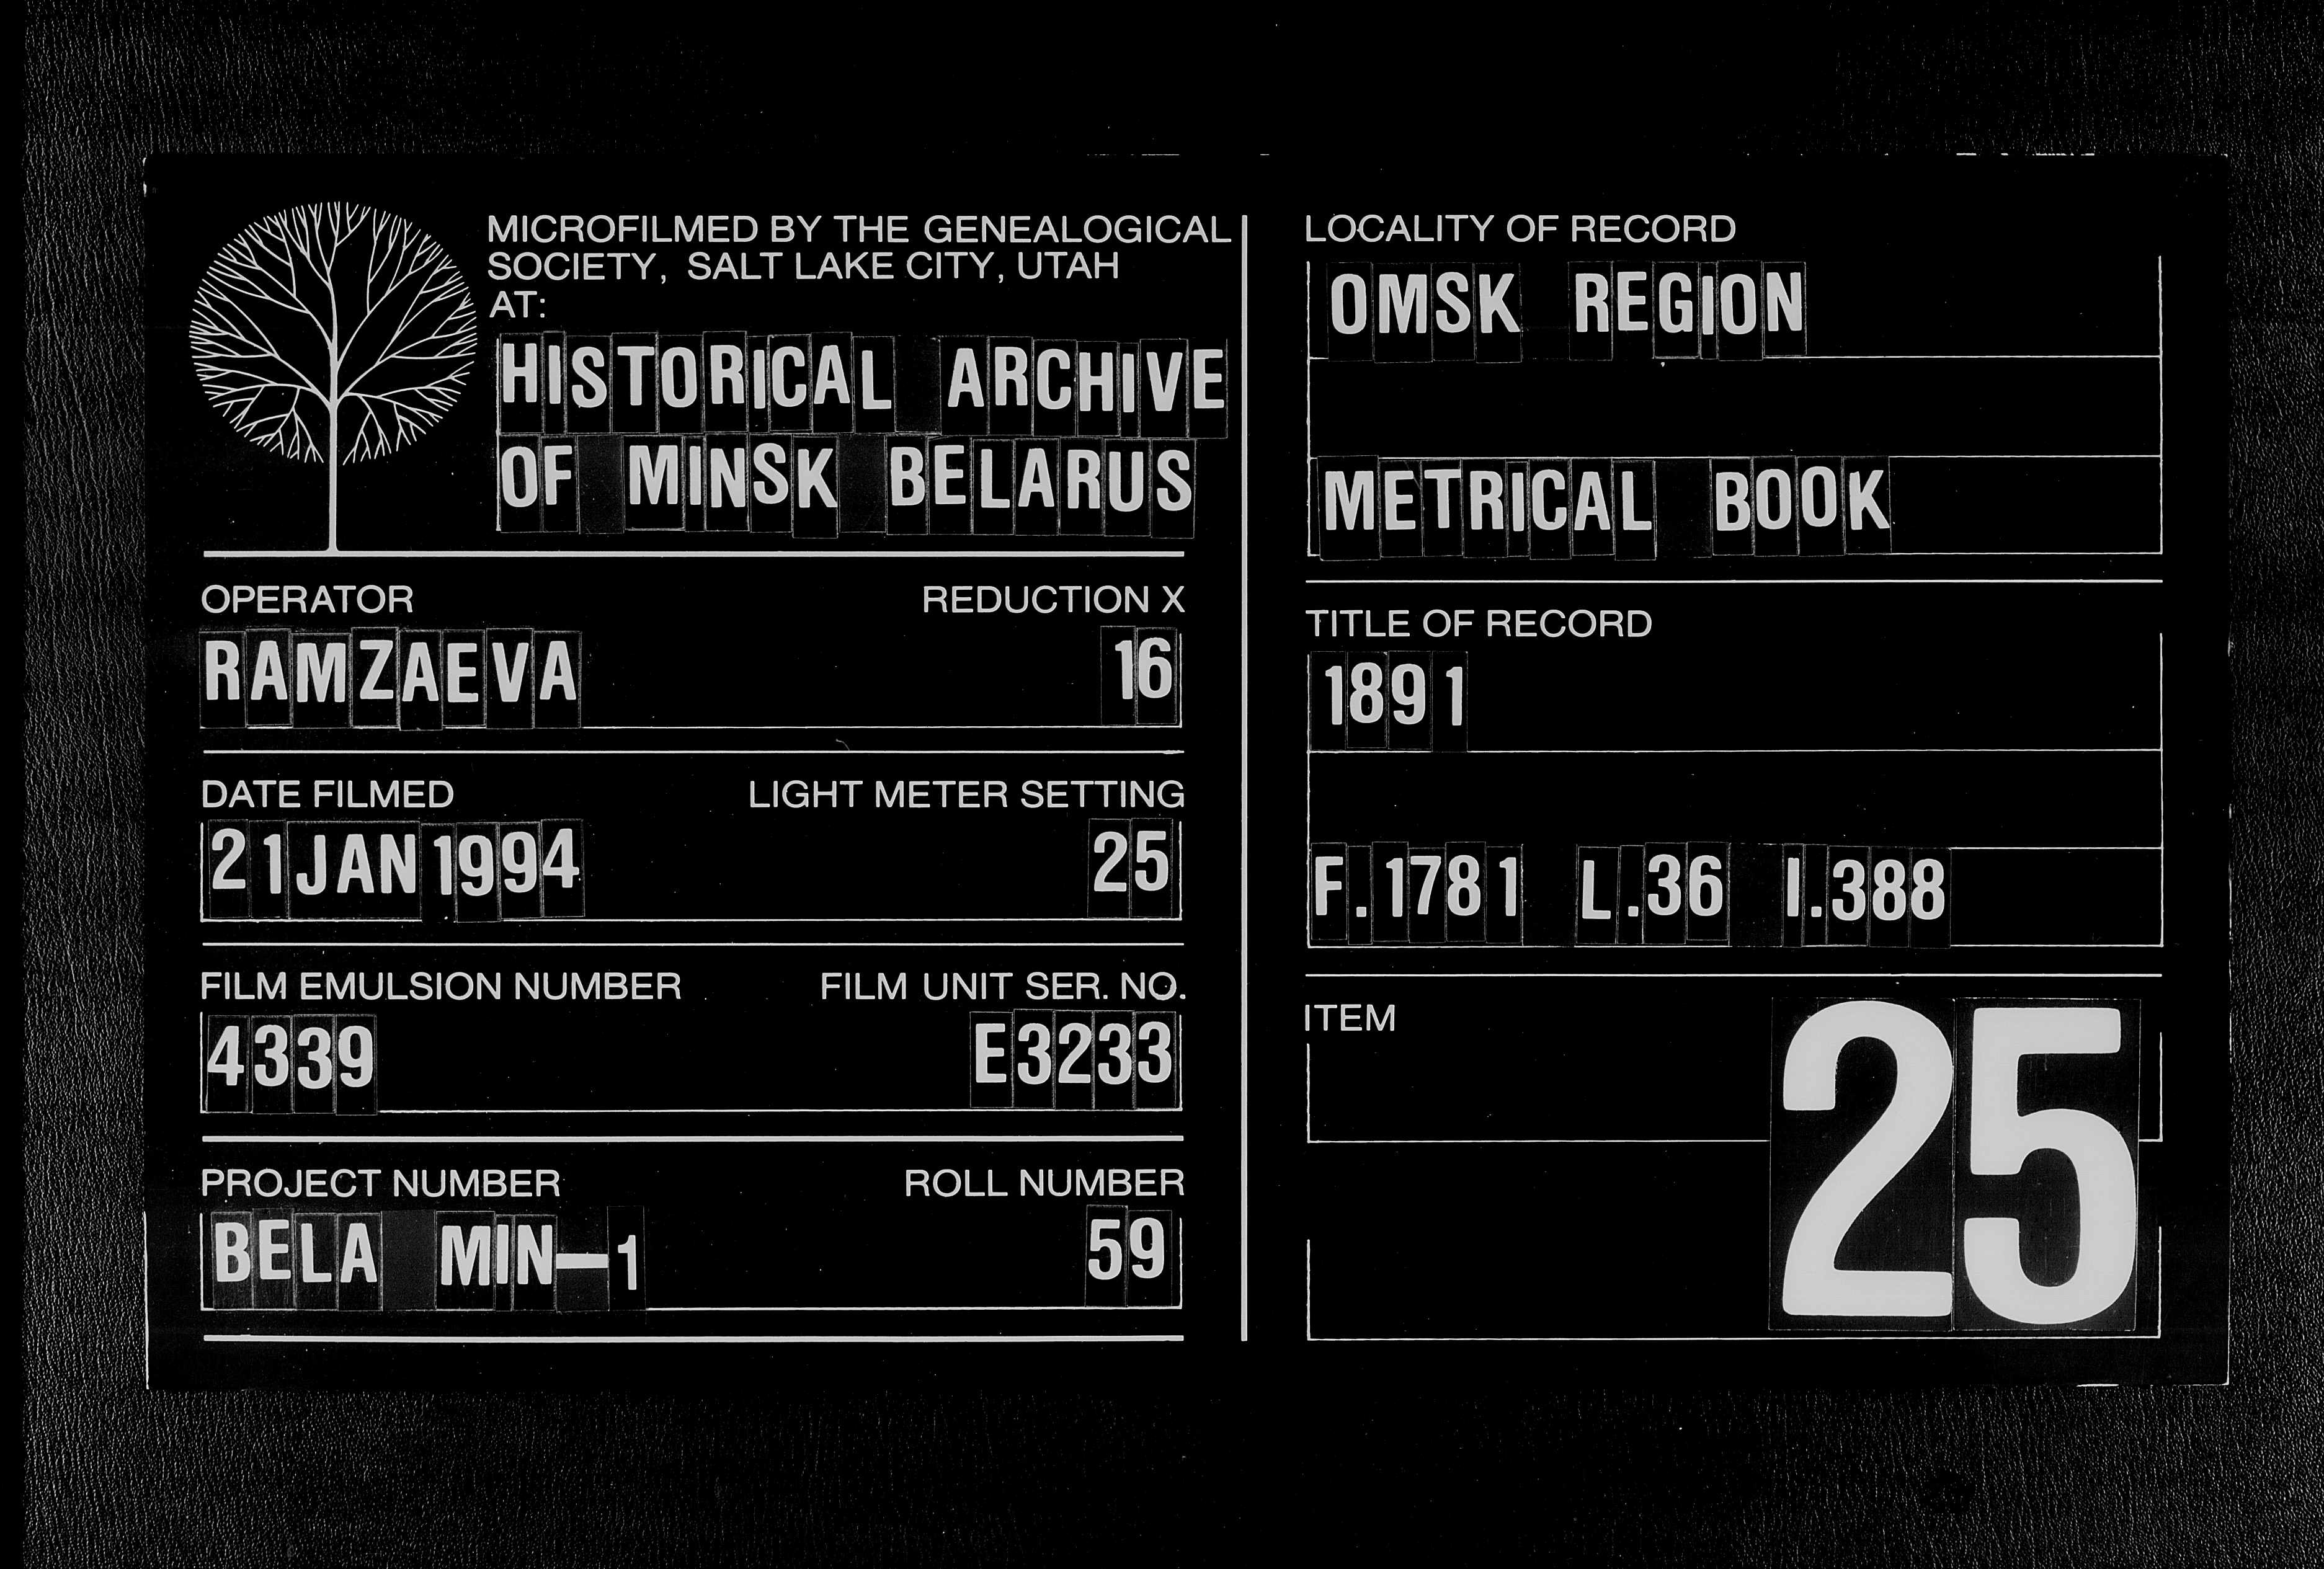 MICROFILMED BY THE GENEALOGICAL
SOCIETY, SALT LAKE CITY, UTAH
AT:
HISTORICAL ARCHIVE
OF MINSK BELARUS
OPERATOR REDUCTION X
RAMZAEVA 16
DATE FILMED LIGHT METER SETTING
21 JAN 1994 25
FILM EMULSION NUMBER FILM UNIT SER. NO.
4339 E3233
PROJECT NUMBER ROLL NUMBER
BELA MIN—1 59
LOCALITY OF RECORD
OMSK REGION
METRICAL BOOK
TITLE OF RECORD
1891
F.1781 L.36 I.388
ITEM
25